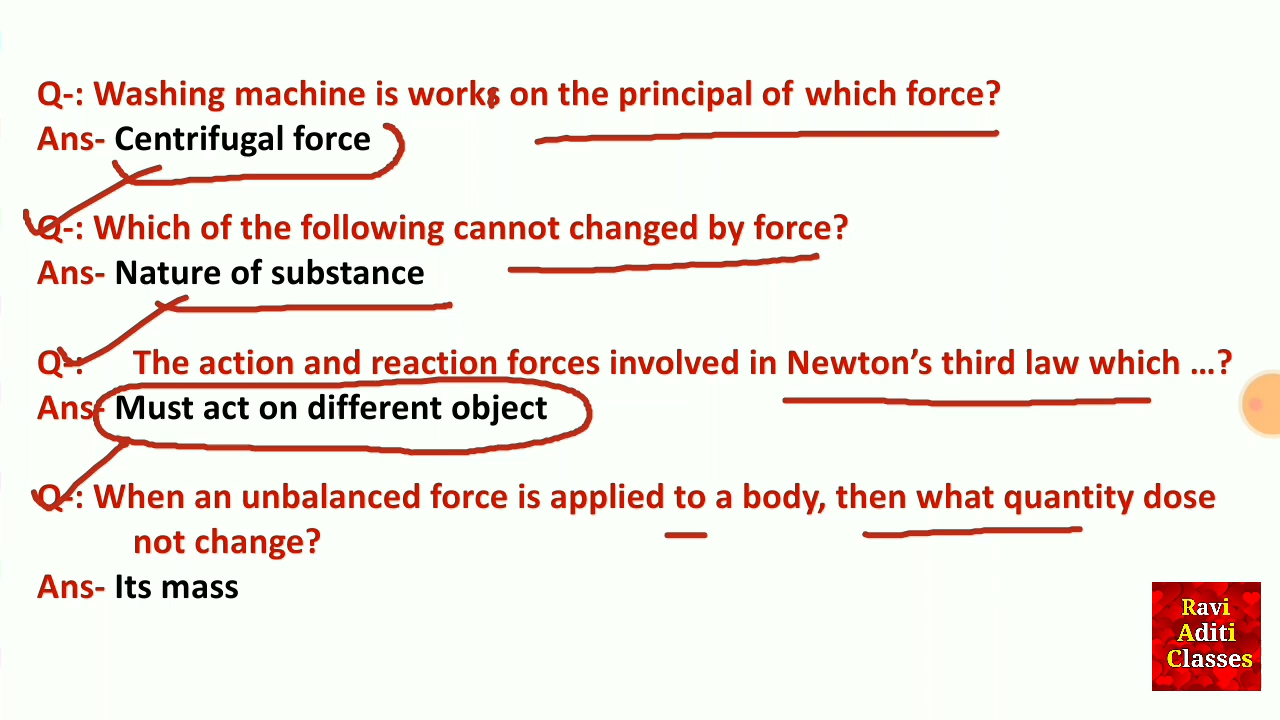 Q-: Washing machine is works on the principal of which force?
Ans- Centrifugal force
Q-: Which of the following cannot changed by force?
Ans- Nature of substance
Q-: The action and reaction forces involved in Newton’s third law which ...?
Ans- Must act on different object
Q-: When an unbalanced force is applied to a body, then what quantity dose
not change?
Ans- Its mass
Ravi
Aditi
Classes